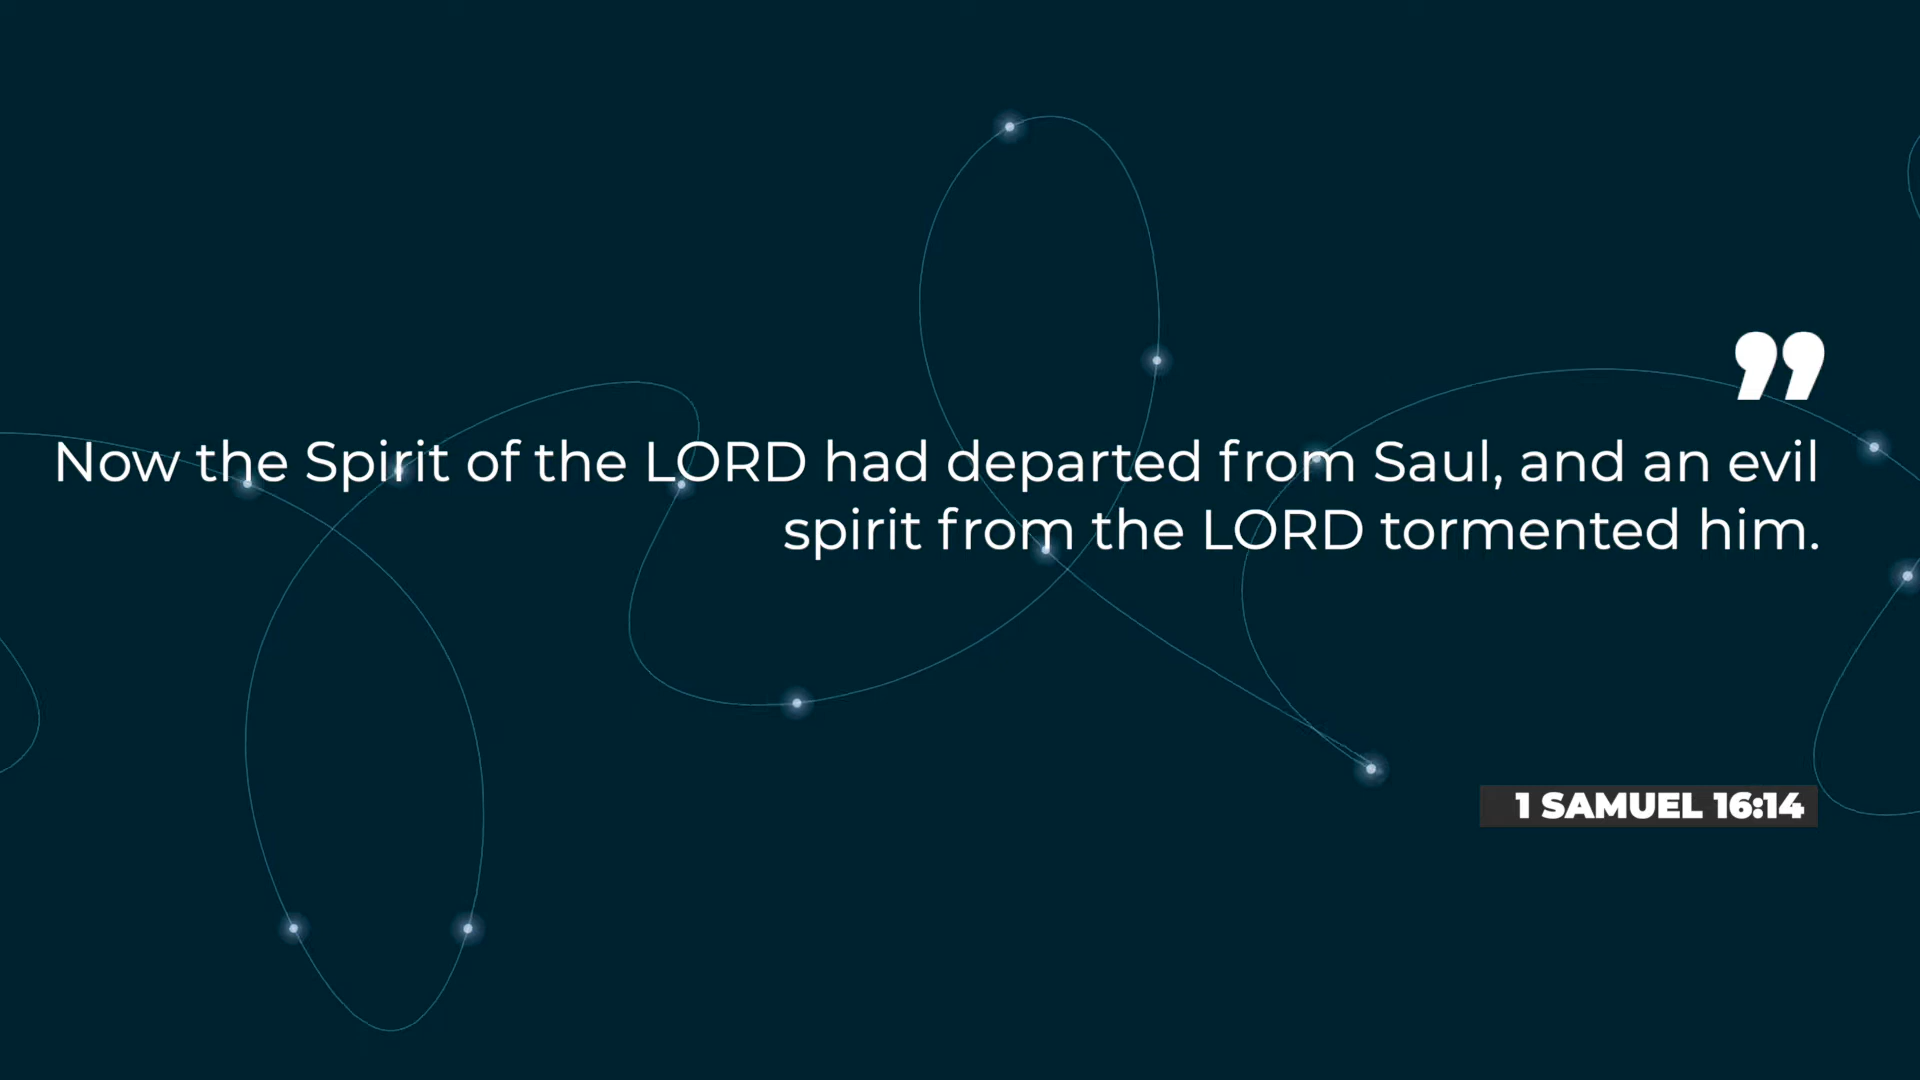 ”
Now the Spirit of the LORD had departed from Saul, and an evil
spirit from the LORD tormented him.
1 SAMUEL 16:14